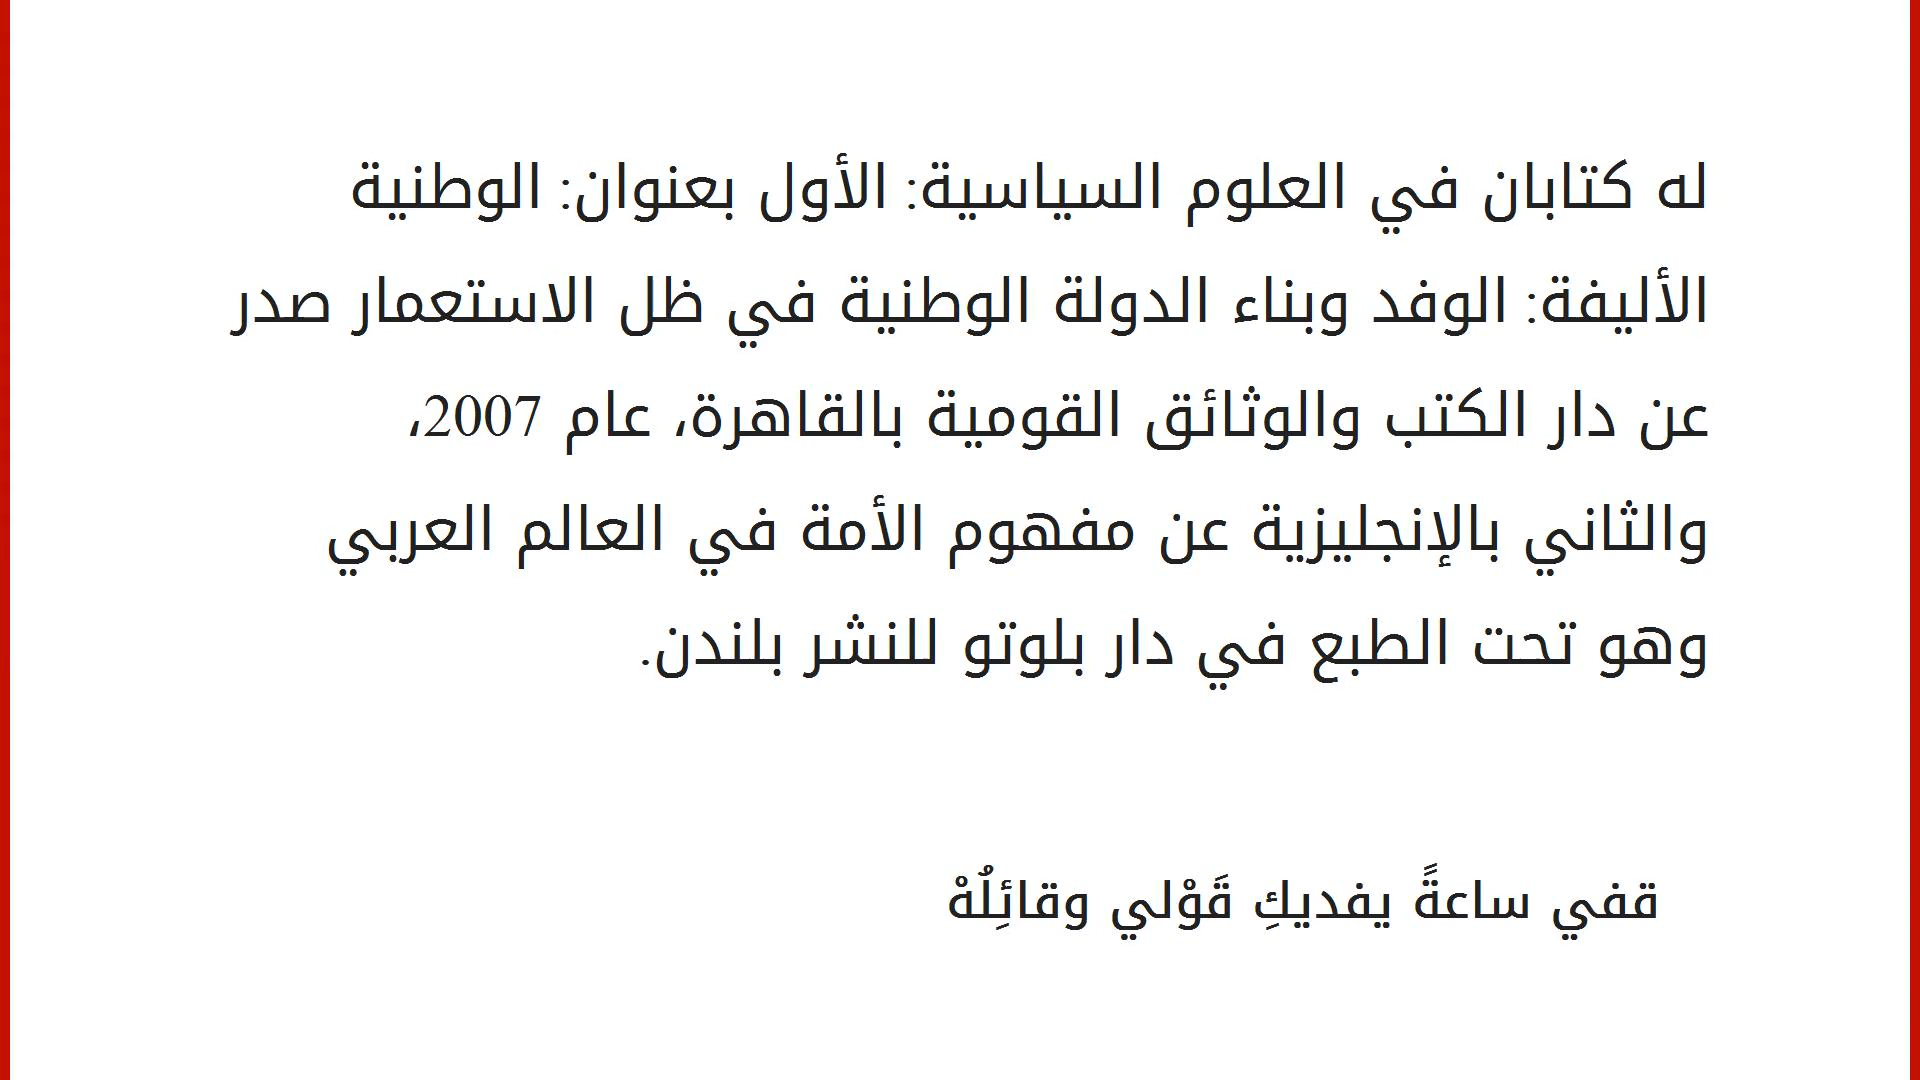 له كتابان في العلوم السياسية: الأول بعنوان: الوطنية
الأليفة: الوفد وبناء الدولة الوطنية في ظل الاستعمار صدر
عن دار الكتب والوثائق القومية بالقاهرة، عام 2007،
والثاني بالإنجليزية عن مفهوم الأمة في العالم العربي
وهو تحت الطبع في دار بلوتو للنشر بلندن.
قفي ساعةً يفديكِ قَوْلي وقائِلُهْ